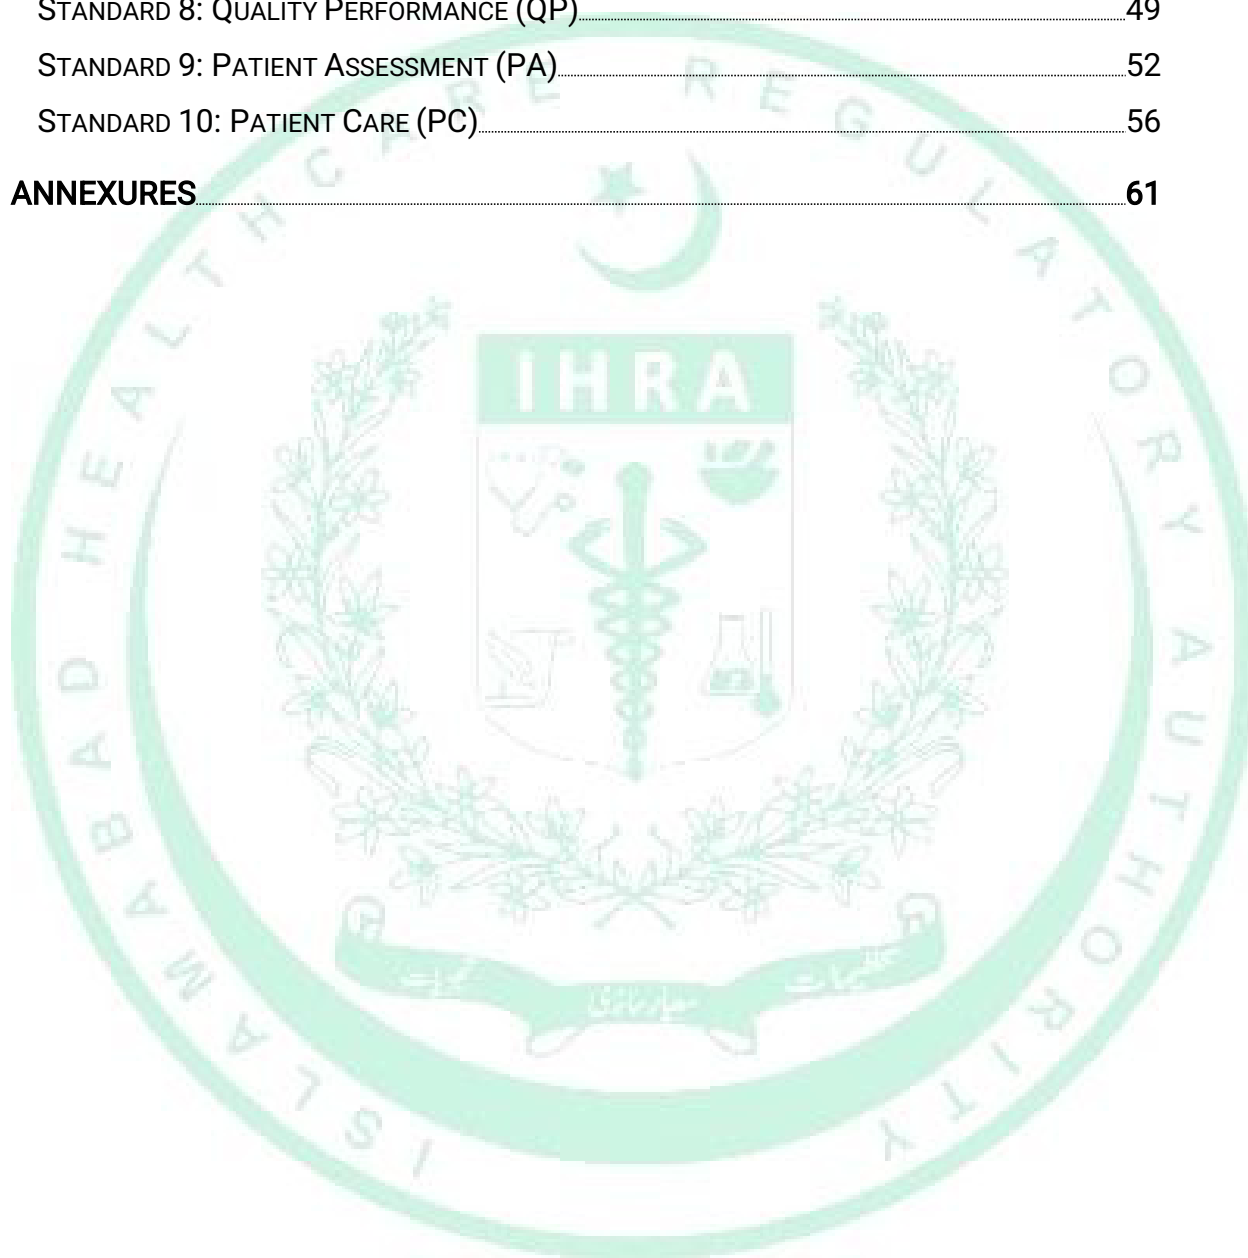 STANDARD 8: QUALITY PERFORMANCE (QP) 49
STANDARD 9: PATIENT ASSESSMENT (PA) 52
STANDARD 10: PATIENT CARE (PC) 56
ANNEXURES 61
ISLAMABAD HEALTHCARE REGULATORY AUTHORITY
IHRA